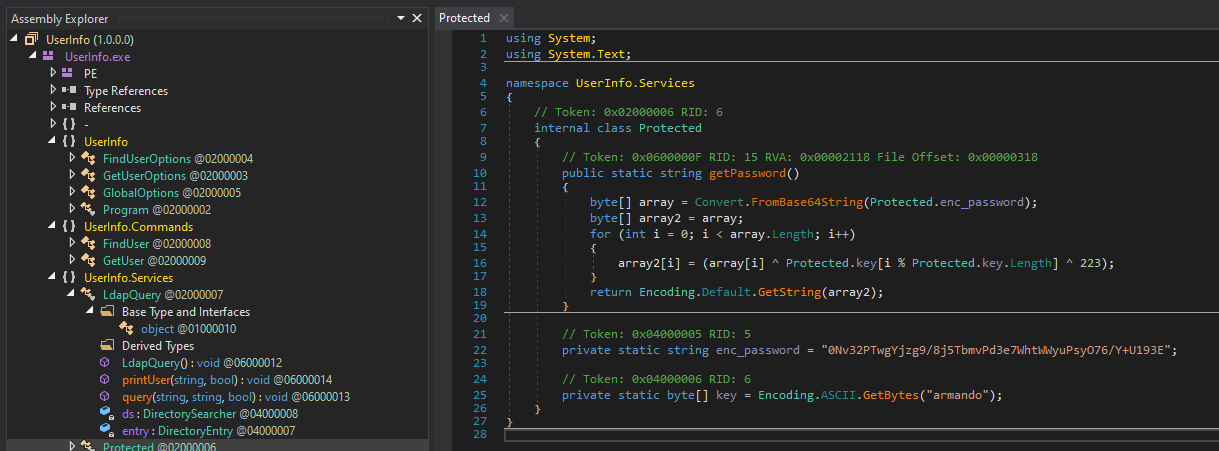 Assembly Explorer
UserInfo (1.0.0.0)
UserInfo.exe
PE
Type References
References
{ } -
{ } UserInfo
FindUserOptions @02000004
GetUserOptions @02000003
GlobalOptions @02000005
Program @02000002
{ } UserInfo.Commands
FindUser @02000008
GetUser @02000009
{ } UserInfo.Services
LdapQuery @02000007
Base Type and Interfaces
object @01000010
Derived Types
LdapQuery() : void @06000012
printUser(string, bool) : void @06000014
query(string, string, bool) : void @06000013
ds : DirectorySearcher @04000008
entry : DirectoryEntry @04000007
Protected @02000006
Protected
1 using System;
2 using System.Text;
3
4 namespace UserInfo.Services
5 {
6 // Token: 0x02000006 RID: 6
7 internal class Protected
8 {
9 // Token: 0x0600000F RID: 15 RVA: 0x00002118 File Offset: 0x00000318
10 public static string getPassword()
11 {
12 byte[] array = Convert.FromBase64String(Protected.enc_password);
13 byte[] array2 = array;
14 for (int i = 0; i < array.Length; i++)
15 {
16 array2[i] = (array[i] ^ Protected.key[i % Protected.key.Length] ^ 223);
17 }
18 return Encoding.Default.GetString(array2);
19 }
20
21 // Token: 0x04000005 RID: 5
22 private static string enc_password = "0Nv32PTwgYjzg9/8j5TbmvPd3e7WhtWWyuPsyO76/Y+U193E";
23
24 // Token: 0x04000006 RID: 6
25 private static byte[] key = Encoding.ASCII.GetBytes("armando");
26 }
27 }
28